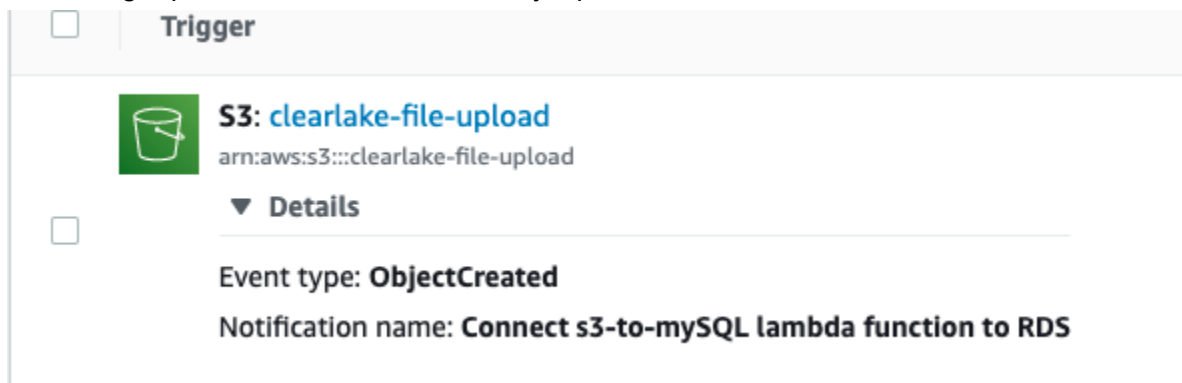 Trigger
S3: clearlake-file-upload
arn:aws:s3:::clearlake-file-upload
▼ Details
Event type: ObjectCreated
Notification name: Connect s3-to-mySQL lambda function to RDS